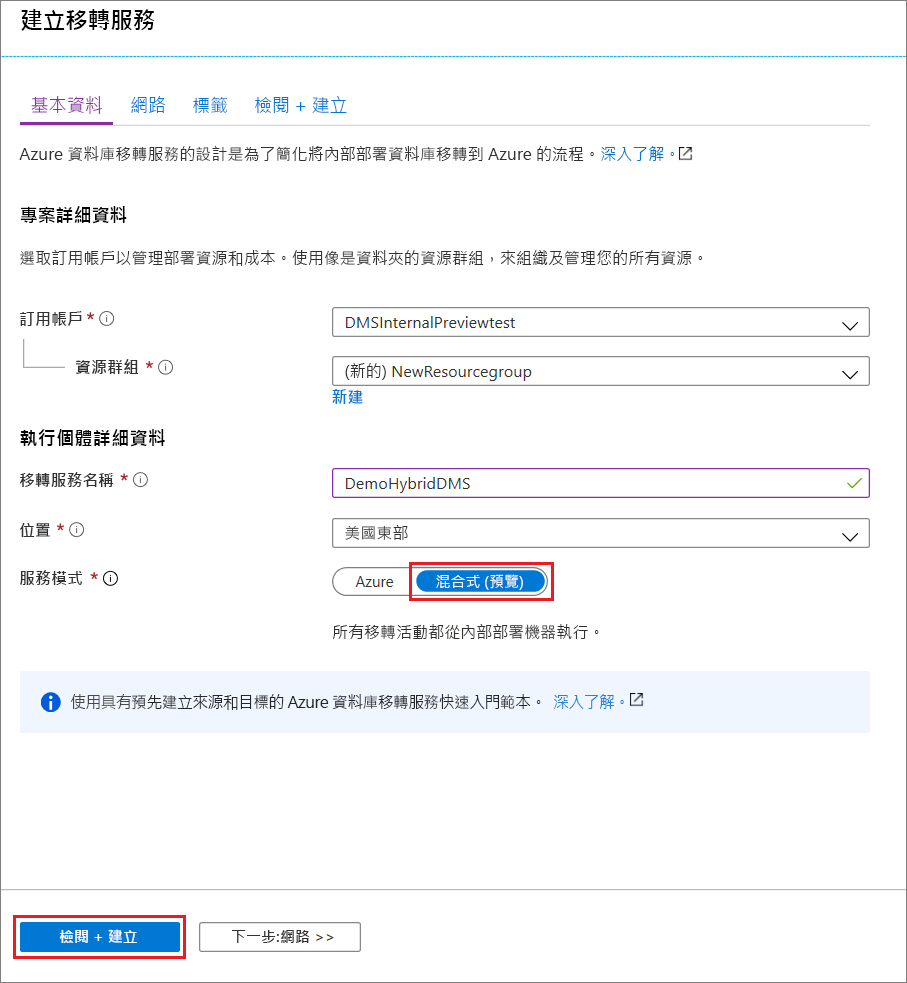 建立移轉服務
基本資料 網路 標籤 檢閱 + 建立
Azure 資料庫移轉服務的設計是為了簡化將內部部署資料庫移轉到 Azure 的流程。深入了解。
專案詳細資料
選取訂用帳戶以管理部署資源和成本。使用像是資料夾的資源群組，來組織及管理您的所有資源。
訂用帳戶 * DMSInternalPreviewtest
資源群組 * (新的) NewResourcegroup
新建
執行個體詳細資料
移轉服務名稱 * DemoHybridDMS
位置 * 美國東部
服務模式 * Azure 混合式 (預覽)
所有移轉活動都從內部部署機器執行。
使用具有預先建立來源和目標的 Azure 資料庫移轉服務快速入門範本。 深入了解。
檢閱 + 建立 下一步:網路 >>